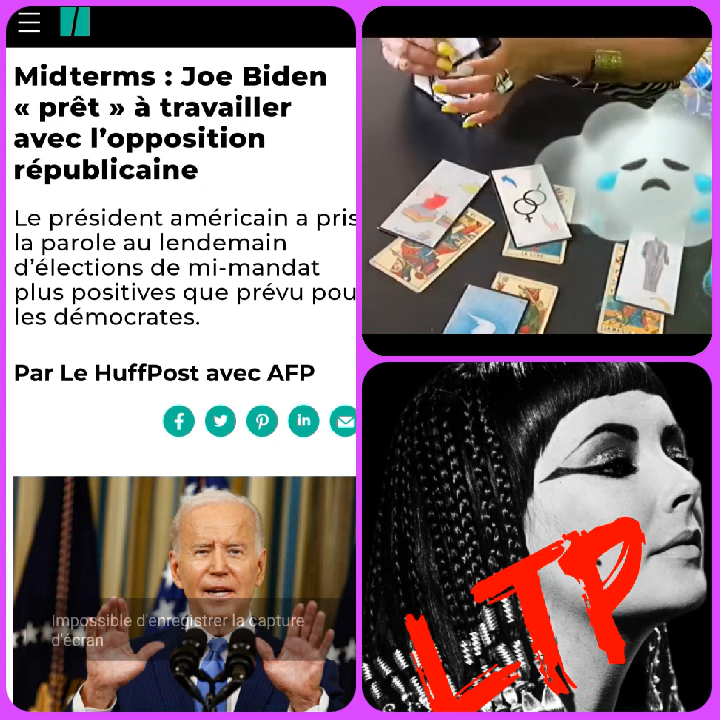 Midterms : Joe Biden
« prêt » à travailler
avec l'opposition
républicaine
Le président américain a pris
la parole au lendemain
d'élections de mi-mandat
plus positives que prévu pou
les démocrates.
Par Le HuffPost avec AFP
Impossible d'enregistrer la capture
d'écran
LTP